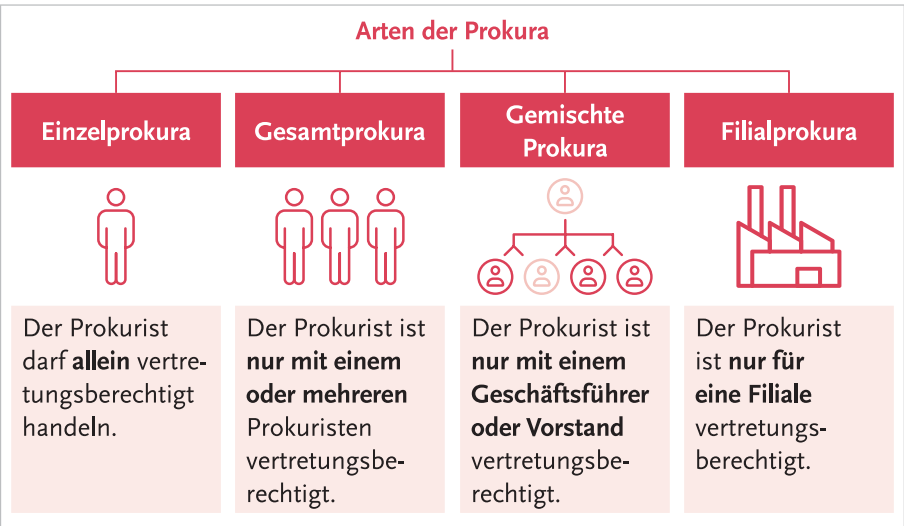 Arten der Prokura
Einzelprokura
Gesamtprokura
Gemischte
Prokura
Filialprokura
Der Prokurist
darf allein vertre-
tungsberechtigt
handeln.
Der Prokurist ist
nur mit einem
oder mehreren
Prokuristen
vertretungsbe-
rechtigt.
Der Prokurist ist
nur mit einem
Geschäftsführer
oder Vorstand
vertretungsbe-
rechtigt.
Der Prokurist
ist nur für
eine Filiale
vertretungs-
berechtigt.